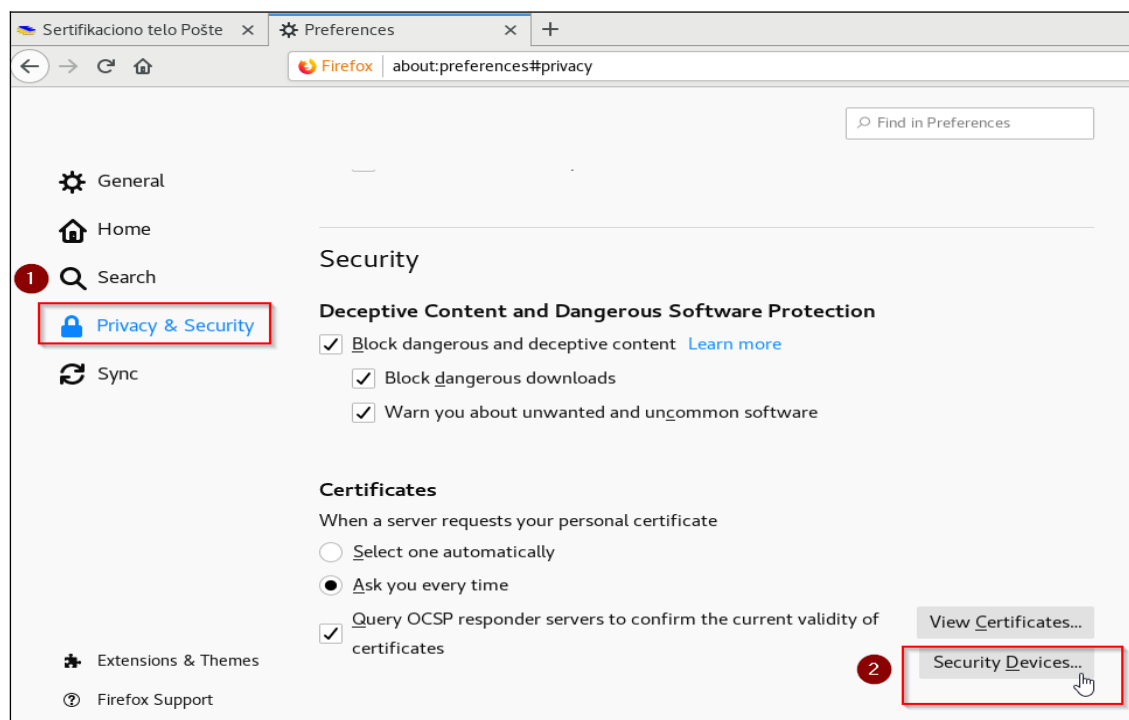 Sertifikaciono telo Pošte
Preferences
Firefox
about:preferences#privacy
Find in Preferences
General
Home
1
Search
Privacy & Security
Sync
Extensions & Themes
Firefox Support
Security
Deceptive Content and Dangerous Software Protection
Block dangerous and deceptive content Learn more
Block dangerous downloads
Warn you about unwanted and uncommon software
Certificates
When a server requests your personal certificate
Select one automatically
Ask you every time
Query OCSP responder servers to confirm the current validity of
certificates
View Certificates...
2
Security Devices...